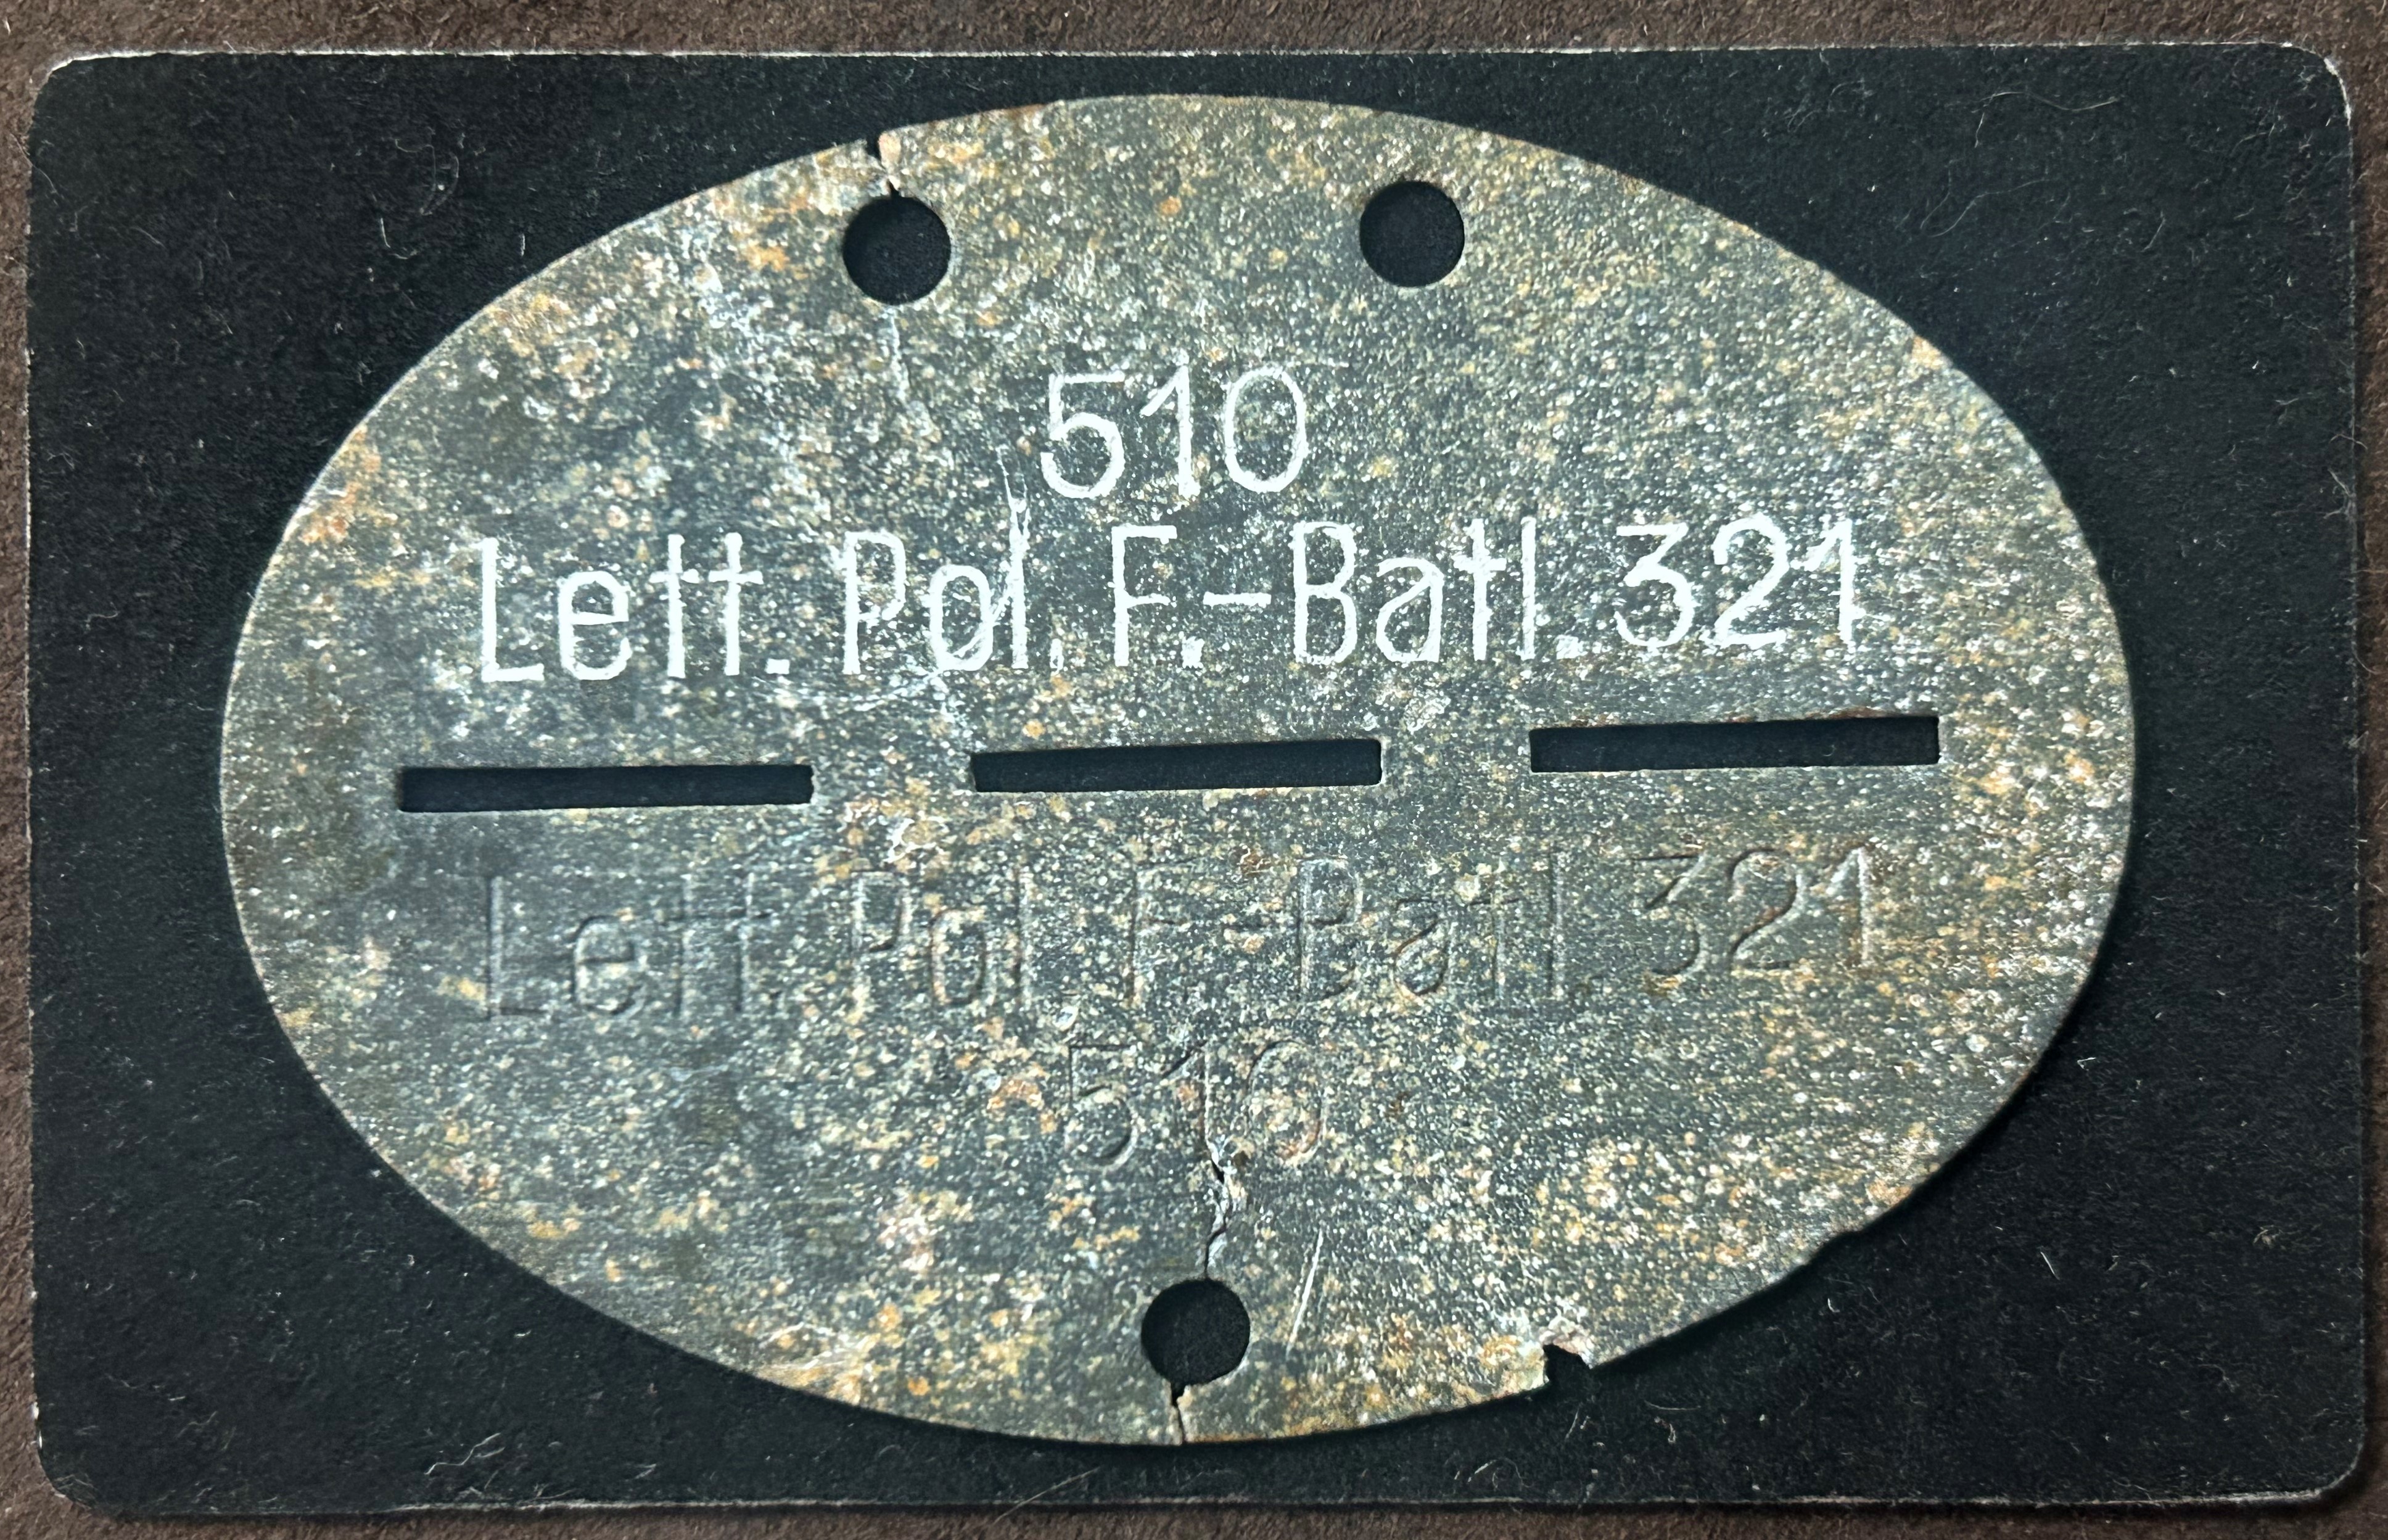 510
Lett. Pol. F.-Batl. 321
Lett. Pol. F.-Batl. 321
510